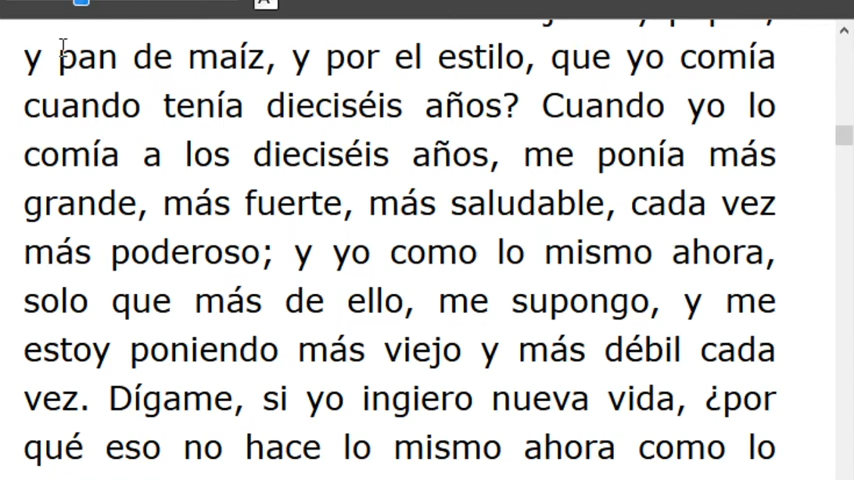 y pan de maíz, y por el estilo, que yo comía
cuando tenía dieciséis años? Cuando yo lo
comía a los dieciséis años, me ponía más
grande, más fuerte, más saludable, cada vez
más poderoso; y yo como lo mismo ahora,
solo que más de ello, me supongo, y me
estoy poniendo más viejo y más débil cada
vez. Dígame, si yo ingiero nueva vida, ¿por
qué eso no hace lo mismo ahora como lo